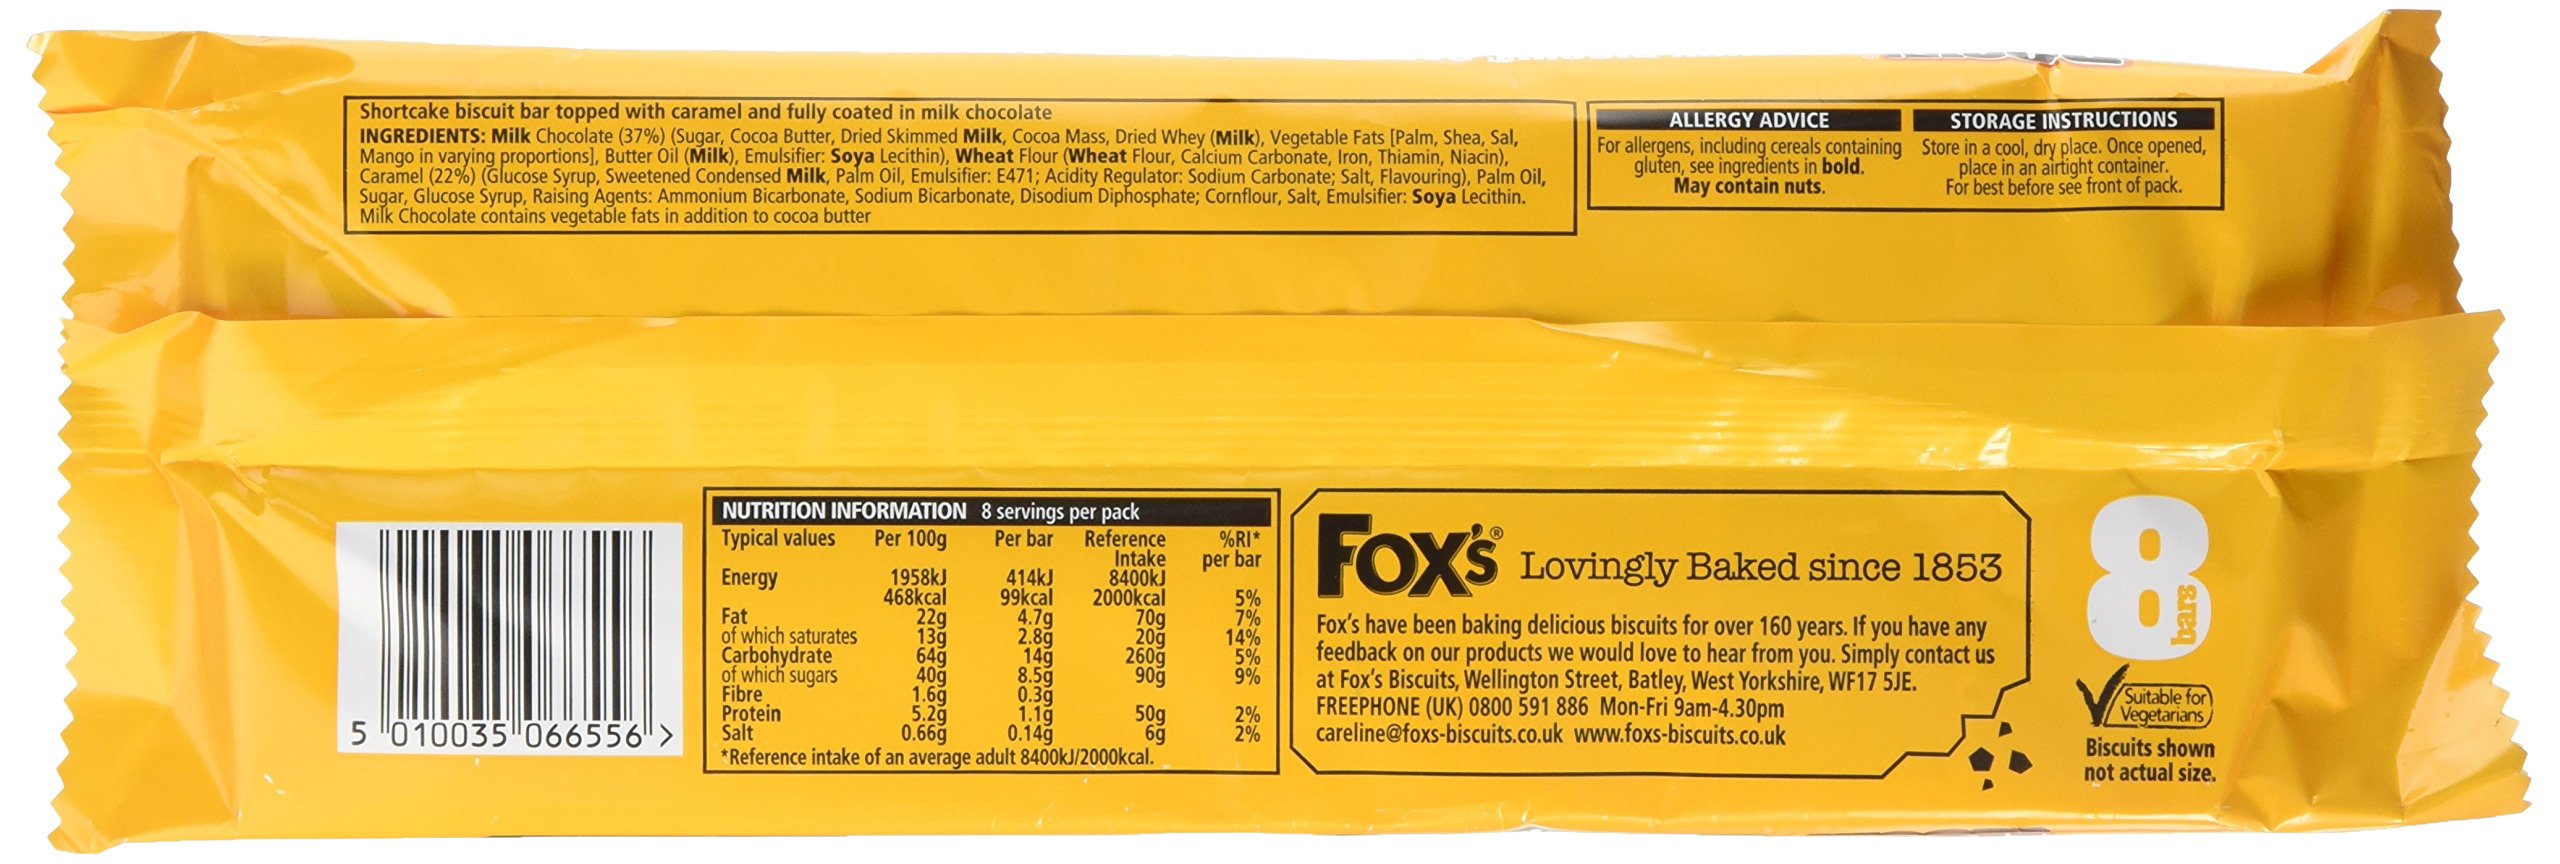 Shortcake biscuit bar topped with caramel and fully coated in milk chocolate
INGREDIENTS: Milk Chocolate (37%) (Sugar, Cocoa Butter, Dried Skimmed Milk, Cocoa Mass, Dried Whey (Milk), Vegetable Fats [Palm, Shea, Sal,
Mango in varying proportions], Butter Oil (Milk), Emulsifier: Soya Lecithin), Wheat Flour (Wheat Flour, Calcium Carbonate, Iron, Thiamin, Niacin),
Caramel (22%) (Glucose Syrup, Sweetened Condensed Milk, Palm Oil, Emulsifier: E471; Acidity Regulator: Sodium Carbonate; Salt, Flavouring), Palm Oil,
Sugar, Glucose Syrup, Raising Agents: Ammonium Bicarbonate, Sodium Bicarbonate, Disodium Diphosphate; Cornflour, Salt, Emulsifier: Soya Lecithin.
Milk Chocolate contains vegetable fats in addition to cocoa butter
ALLERGY ADVICE
For allergens, including cereals containing
gluten, see ingredients in bold.
May contain nuts.
STORAGE INSTRUCTIONS
Store in a cool, dry place. Once opened,
place in an airtight container.
For best before see front of pack.
5 010035 066556 >
NUTRITION INFORMATION 8 servings per pack
Typical values Per 100g Per bar Reference %RI*
Intake per bar
Energy 1958kJ 414kJ 8400kJ
468kcal 99kcal 2000kcal 5%
Fat 22g 4.7g 70g 7%
of which saturates 13g 2.8g 20g 14%
Carbohydrate 64g 14g 260g 5%
of which sugars 40g 8.5g 90g 9%
Fibre 1.6g 0.3g
Protein 5.2g 1.1g 50g 2%
Salt 0.66g 0.14g 6g 2%
*Reference intake of an average adult 8400kJ/2000kcal.
FOX'S® Lovingly Baked since 1853
Fox's have been baking delicious biscuits for over 160 years. If you have any
feedback on our products we would love to hear from you. Simply contact us
at Fox's Biscuits, Wellington Street, Batley, West Yorkshire, WF17 5JE.
FREEPHONE (UK) 0800 591 886 Mon-Fri 9am-4.30pm
careline@foxs-biscuits.co.uk www.foxs-biscuits.co.uk
8 bars
Suitable for
Vegetarians
Biscuits shown
not actual size.